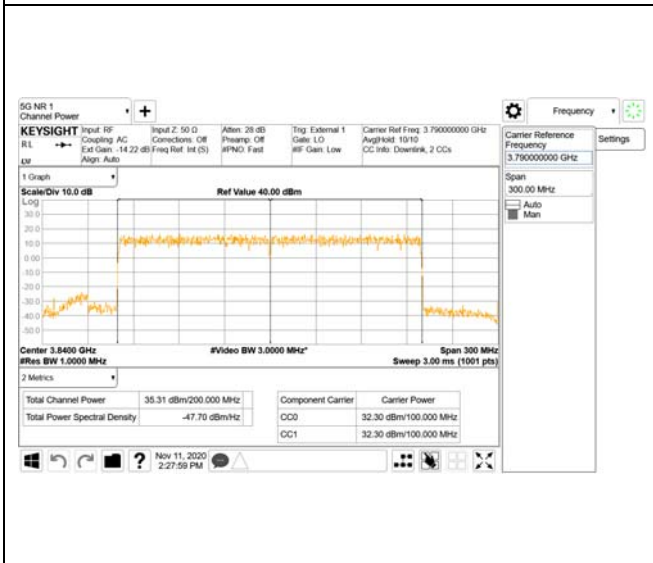 5G NR 1
Channel Power
+
Frequency
KEYSIGHT
RL
Input: RF
Coupling: AC
Ext Gain: -14.22 dB
Align: Auto
Input Z: 50 Ω
Corrections: Off
Freq Ref: Int (S)
Atten: 28 dB
Preamp: Off
#PNO: Fast
Trig: External 1
Gate: LO
#IF Gain: Low
Carrier Ref Freq: 3.790000000 GHz
Avg|Hold: 10/10
CC Info: Downlink, 2 CCs
Carrier Reference
Frequency
3.790000000 GHz
Settings
Span
300.00 MHz
Auto
Man
1 Graph
Scale/Div 10.0 dB
Ref Value 40.00 dBm
Log
30.0
20.0
10.0
0.00
-10.0
-20.0
-30.0
-40.0
-50.0
Center 3.8400 GHz
#Video BW 3.0000 MHz*
Span 300 MHz
#Res BW 1.0000 MHz
Sweep 3.00 ms (1001 pts)
2 Metrics
Total Channel Power
35.31 dBm/200.000 MHz
Total Power Spectral Density
-47.70 dBm/Hz
Component Carrier
Carrier Power
CC0
32.30 dBm/100.000 MHz
CC1
32.30 dBm/100.000 MHz
?
Nov 11, 2020
2:27:59 PM